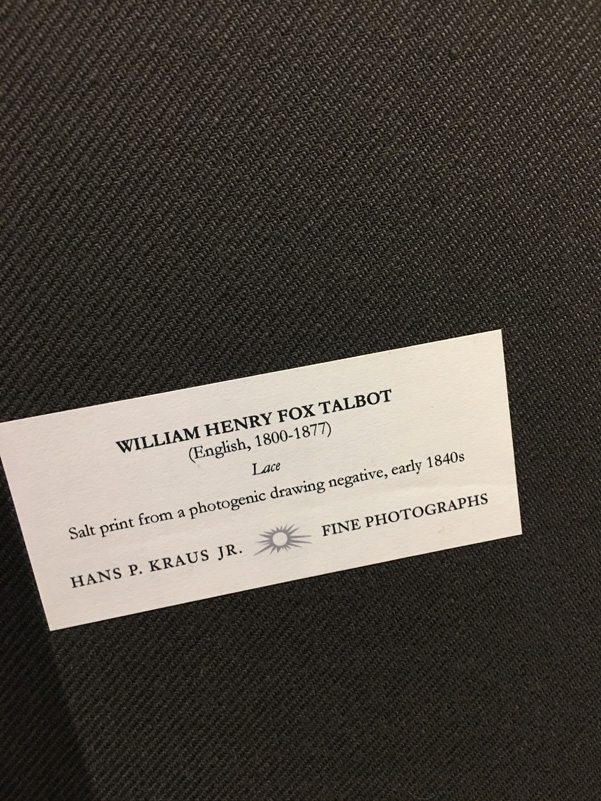 WILLIAM HENRY FOX TALBOT
(English, 1800-1877)
Lace
Salt print from a photogenic drawing negative, early 1840s
HANS P. KRAUS JR. FINE PHOTOGRAPHS